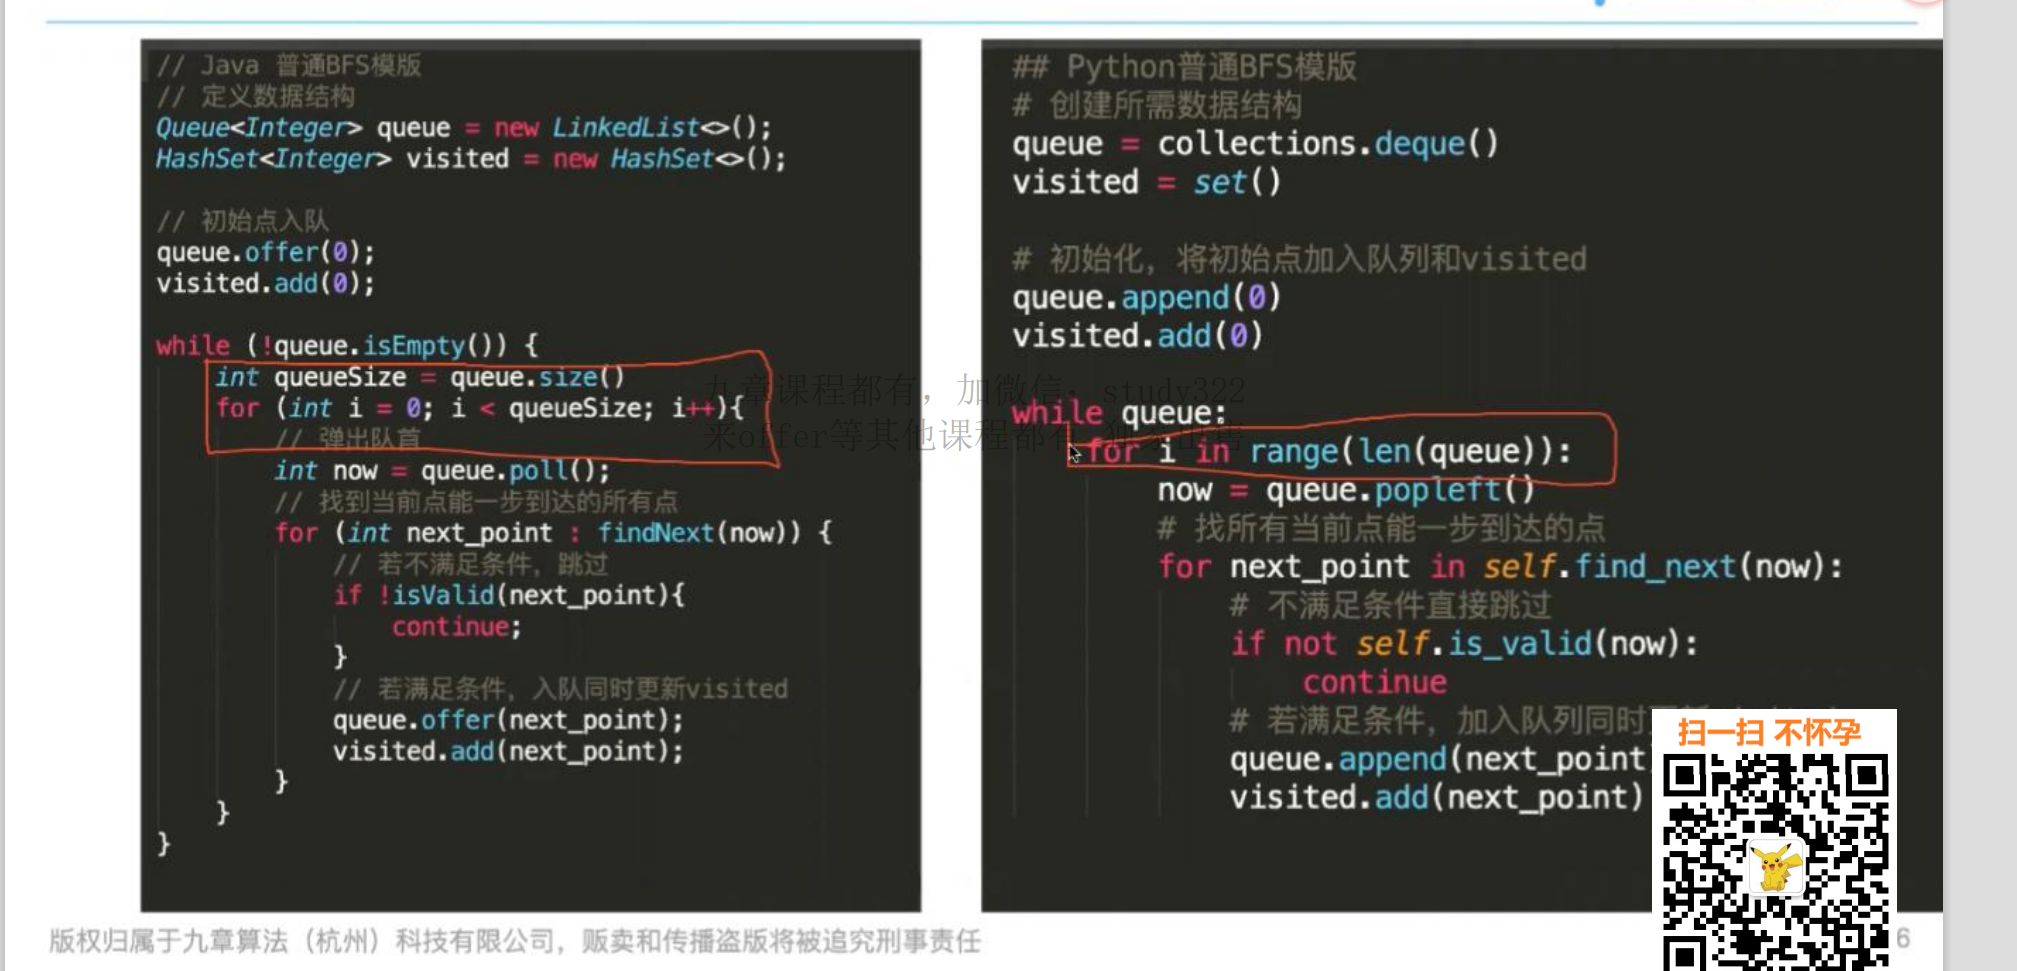 // Java 普通BFS模版
// 定义数据结构
Queue<Integer> queue = new LinkedList<>();
HashSet<Integer> visited = new HashSet<>();
// 初始点入队
queue.offer(0);
visited.add(0);
while (!queue.isEmpty()) {
int queueSize = queue.size()
for (int i = 0; i < queueSize; i++){
// 弹出队首
int now = queue.poll();
// 找到当前点能一步到达的所有点
for (int next_point : findNext(now)) {
// 若不满足条件，跳过
if !isValid(next_point){
continue;
}
// 若满足条件，入队同时更新visited
queue.offer(next_point);
visited.add(next_point);
}
}
}
## Python普通BFS模版
# 创建所需数据结构
queue = collections.deque()
visited = set()
# 初始化，将初始点加入队列和visited
queue.append(0)
visited.add(0)
while queue:
for i in range(len(queue)):
now = queue.popleft()
# 找所有当前点能一步到达的点
for next_point in self.find_next(now):
# 不满足条件直接跳过
if not self.is_valid(now):
continue
# 若满足条件，加入队列同时
queue.append(next_point
visited.add(next_point)
九章课程都有，加微信：study322
来offer等其他课程都有
扫一扫 不怀孕
版权归属于九章算法（杭州）科技有限公司，贩卖和传播盗版将被追究刑事责任
6